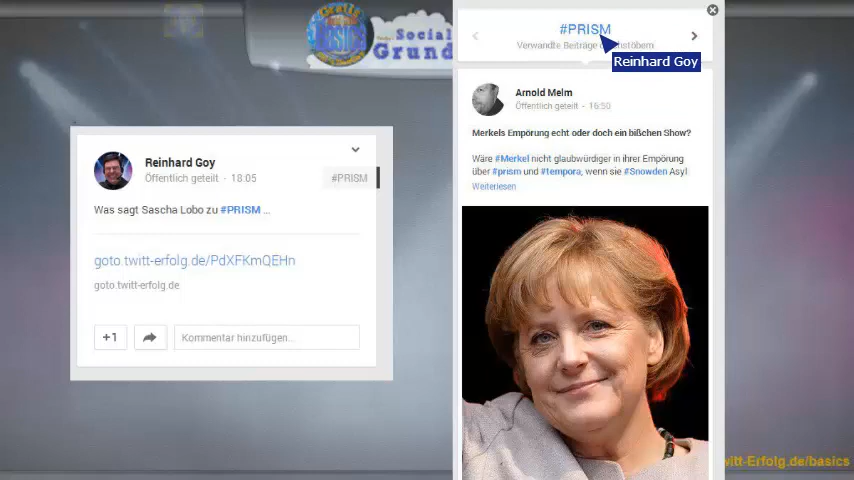 Gratis
BASICS
Social
Grund
Reinhard Goy
Öffentlich geteilt - 18:05
#PRISM
Was sagt Sascha Lobo zu #PRISM ...
goto.twitt-erfolg.de/PdXFKmQEHn
goto.twitt-erfolg.de
+1
Kommentar hinzufügen...
#PRISM
Verwandte Beiträge
Reinhard Goy
Arnold Melm
Öffentlich geteilt - 16:50
Merkels Empörung echt oder doch ein bißchen Show?
Wäre #Merkel nicht glaubwürdiger in ihrer Empörung
über #prism und #tempora, wenn sie #Snowden Asyl
Weiterlesen
witt-Erfolg.de/basics